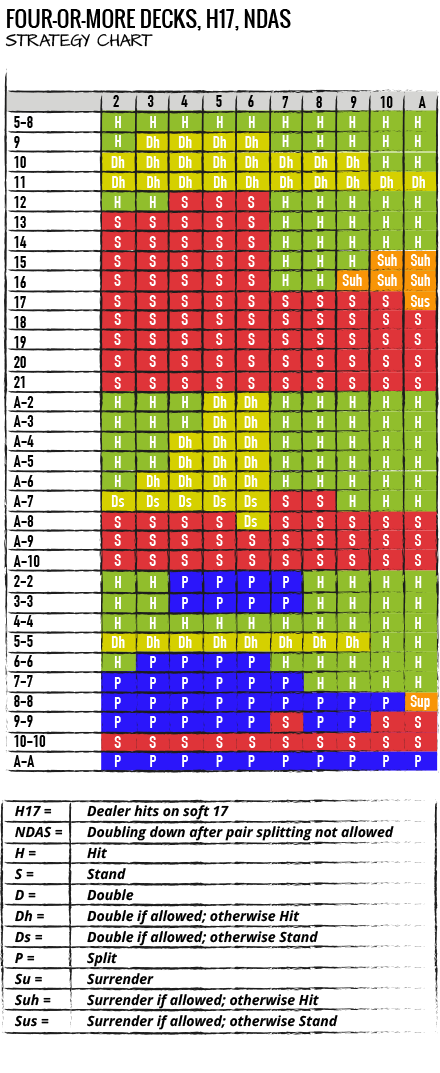 FOUR-OR-MORE DECKS, H17, NDAS
STRATEGY CHART
2 3 4 5 6 7 8 9 10 A
5-8 H H H H H H H H H H
9 H Dh Dh Dh Dh H H H H H
10 Dh Dh Dh Dh Dh Dh Dh Dh H H
11 Dh Dh Dh Dh Dh Dh Dh Dh Dh Dh
12 H H S S S H H H H H
13 S S S S S H H H H H
14 S S S S S H H H H H
15 S S S S S H H H Suh Suh
16 S S S S S H H Suh Suh Suh
17 S S S S S S S S S Sus
18 S S S S S S S S S S
19 S S S S S S S S S S
20 S S S S S S S S S S
21 S S S S S S S S S S
A-2 H H H Dh Dh H H H H H
A-3 H H H Dh Dh H H H H H
A-4 H H Dh Dh Dh H H H H H
A-5 H H Dh Dh Dh H H H H H
A-6 H Dh Dh Dh Dh H H H H H
A-7 Ds Ds Ds Ds Ds S S H H H
A-8 S S S S Ds S S S S S
A-9 S S S S S S S S S S
A-10 S S S S S S S S S S
2-2 H H P P P P H H H H
3-3 H H P P P P H H H H
4-4 H H H H H H H H H H
5-5 Dh Dh Dh Dh Dh Dh Dh Dh H H
6-6 H P P P P H H H H H
7-7 P P P P P P H H H H
8-8 P P P P P P P P P Sup
9-9 P P P P P S P P S S
10-10 S S S S S S S S S S
A-A P P P P P P P P P P
H17 = Dealer hits on soft 17
NDAS = Doubling down after pair splitting not allowed
H = Hit
S = Stand
D = Double
Dh = Double if allowed; otherwise Hit
Ds = Double if allowed; otherwise Stand
P = Split
Su = Surrender
Suh = Surrender if allowed; otherwise Hit
Sus = Surrender if allowed; otherwise Stand